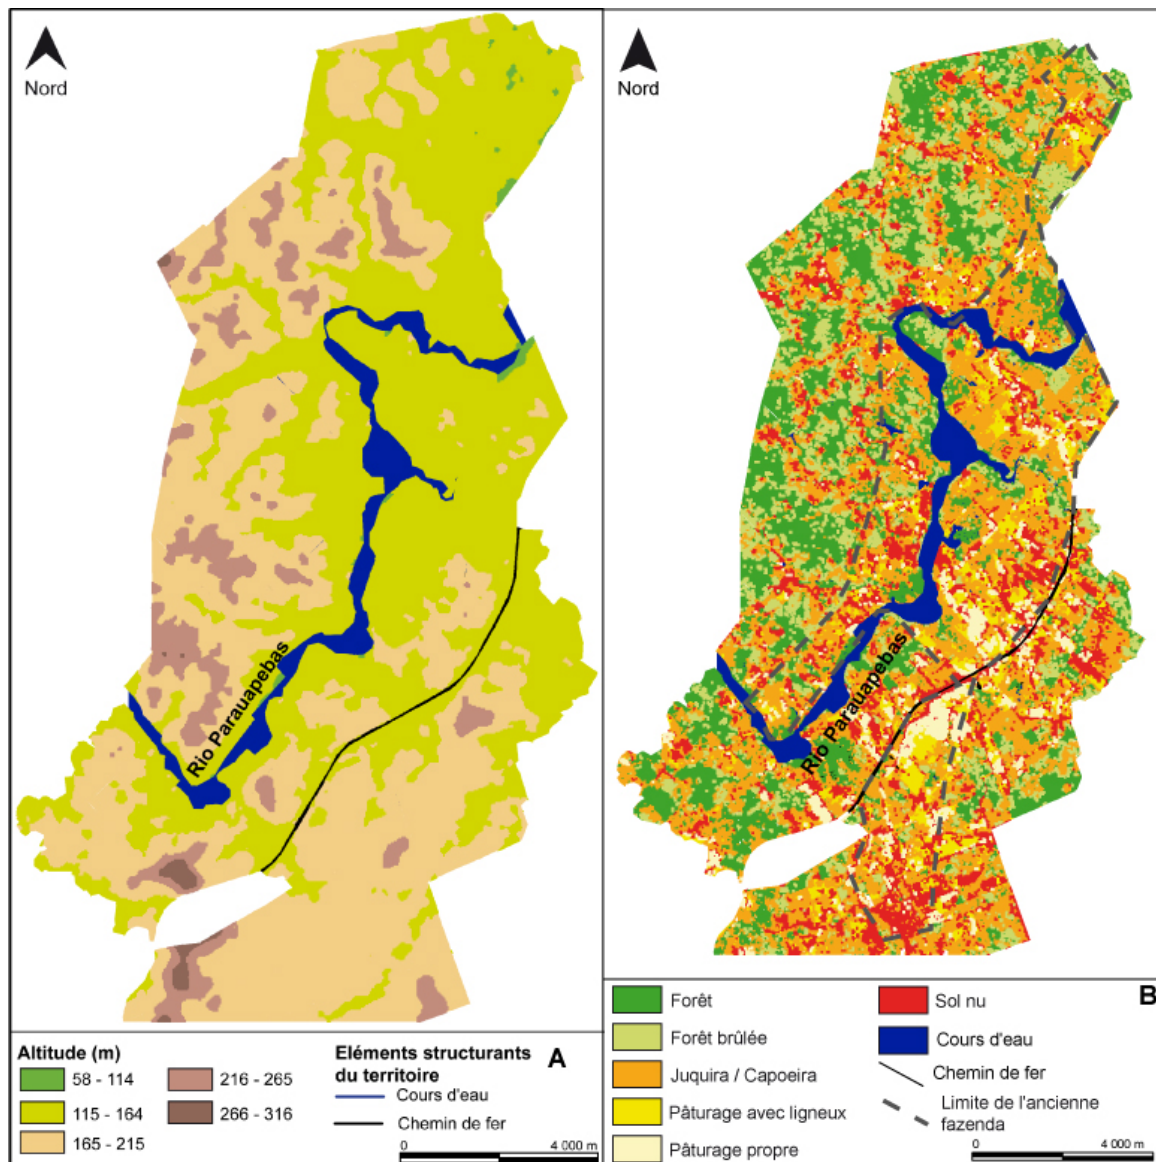 Nord
Rio Parauapebas
Altitude (m)
58 - 114
115 - 164
165 - 215
216 - 265
266 - 316
Eléments structurants
du territoire
A
Cours d'eau
Chemin de fer
0 4 000 m
Nord
Rio Parauapebas
Forêt
Forêt brûlée
Juquira / Capoeira
Pâturage avec ligneux
Pâturage propre
Sol nu
B
Cours d'eau
Chemin de fer
Limite de l'ancienne
fazenda
0 4 000 m